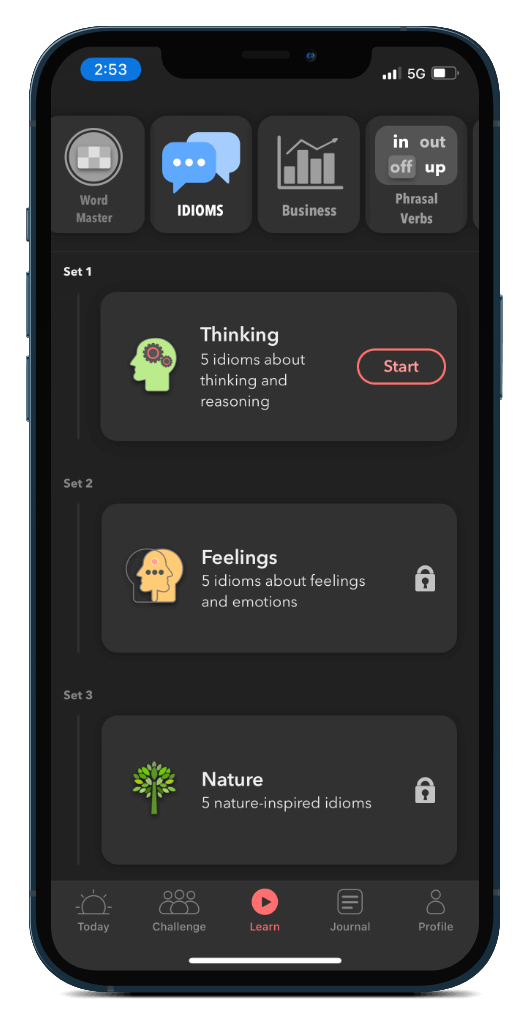 2:53
5G
Word
Master
IDIOMS
Business
in out
off up
Phrasal
Verbs
Set 1
Thinking
5 idioms about
thinking and
reasoning
Start
Set 2
Feelings
5 idioms about feelings
and emotions
Set 3
Nature
5 nature-inspired idioms
Today
Challenge
Learn
Journal
Profile